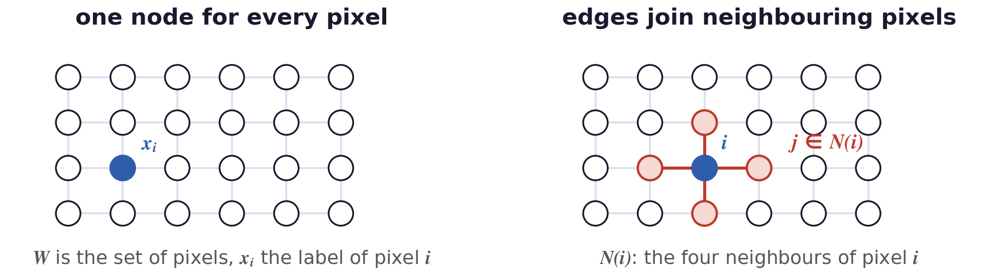 one node for every pixel
xᵢ
W is the set of pixels, xᵢ the label of pixel i
edges join neighbouring pixels
i
j ∈ N(i)
N(i): the four neighbours of pixel i